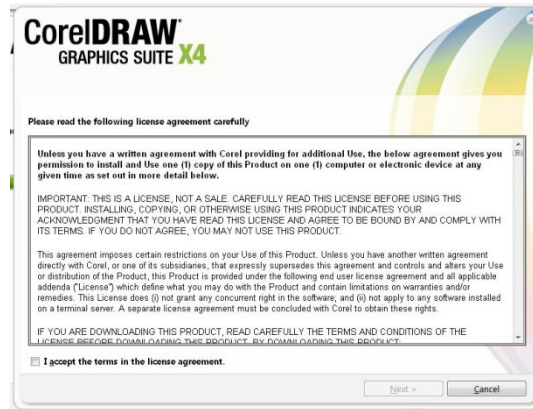 CorelDRAW
GRAPHICS SUITE X4
Please read the following license agreement carefully
Unless you have a written agreement with Corel providing for additional Use, the below agreement gives you
permission to install and Use one (1) copy of this Product on one (1) computer or electronic device at any
given time as set out in more detail below.
IMPORTANT: THIS IS A LICENSE, NOT A SALE. CAREFULLY READ THIS LICENSE BEFORE USING THIS
PRODUCT. INSTALLING, COPYING, OR OTHERWISE USING THIS PRODUCT INDICATES YOUR
ACKNOWLEDGMENT THAT YOU HAVE READ THIS LICENSE AND AGREE TO BE BOUND BY AND COMPLY WITH
ITS TERMS. IF YOU DO NOT AGREE, YOU MAY NOT USE THIS PRODUCT.
This agreement imposes certain restrictions on your Use of this Product. Unless you have another written agreement
directly with Corel, or one of its subsidiaries, that expressly supersedes this agreement and controls and alters your Use
or distribution of the Product, this Product is provided under the following end user license agreement and all applicable
addenda ("License") which define what you may do with the Product and contain limitations on warranties and/or
remedies. This License does (i) not grant any concurrent right in the software; and (ii) not apply to any software installed
on a terminal server. A separate license agreement must be concluded with Corel to obtain these rights.
IF YOU ARE DOWNLOADING THIS PRODUCT, READ CAREFULLY THE TERMS AND CONDITIONS OF THE
LICENSE BEFORE DOWNLOADING THIS PRODUCT. BY DOWNLOADING THIS PRODUCT:
I accept the terms in the license agreement.
Next >
Cancel